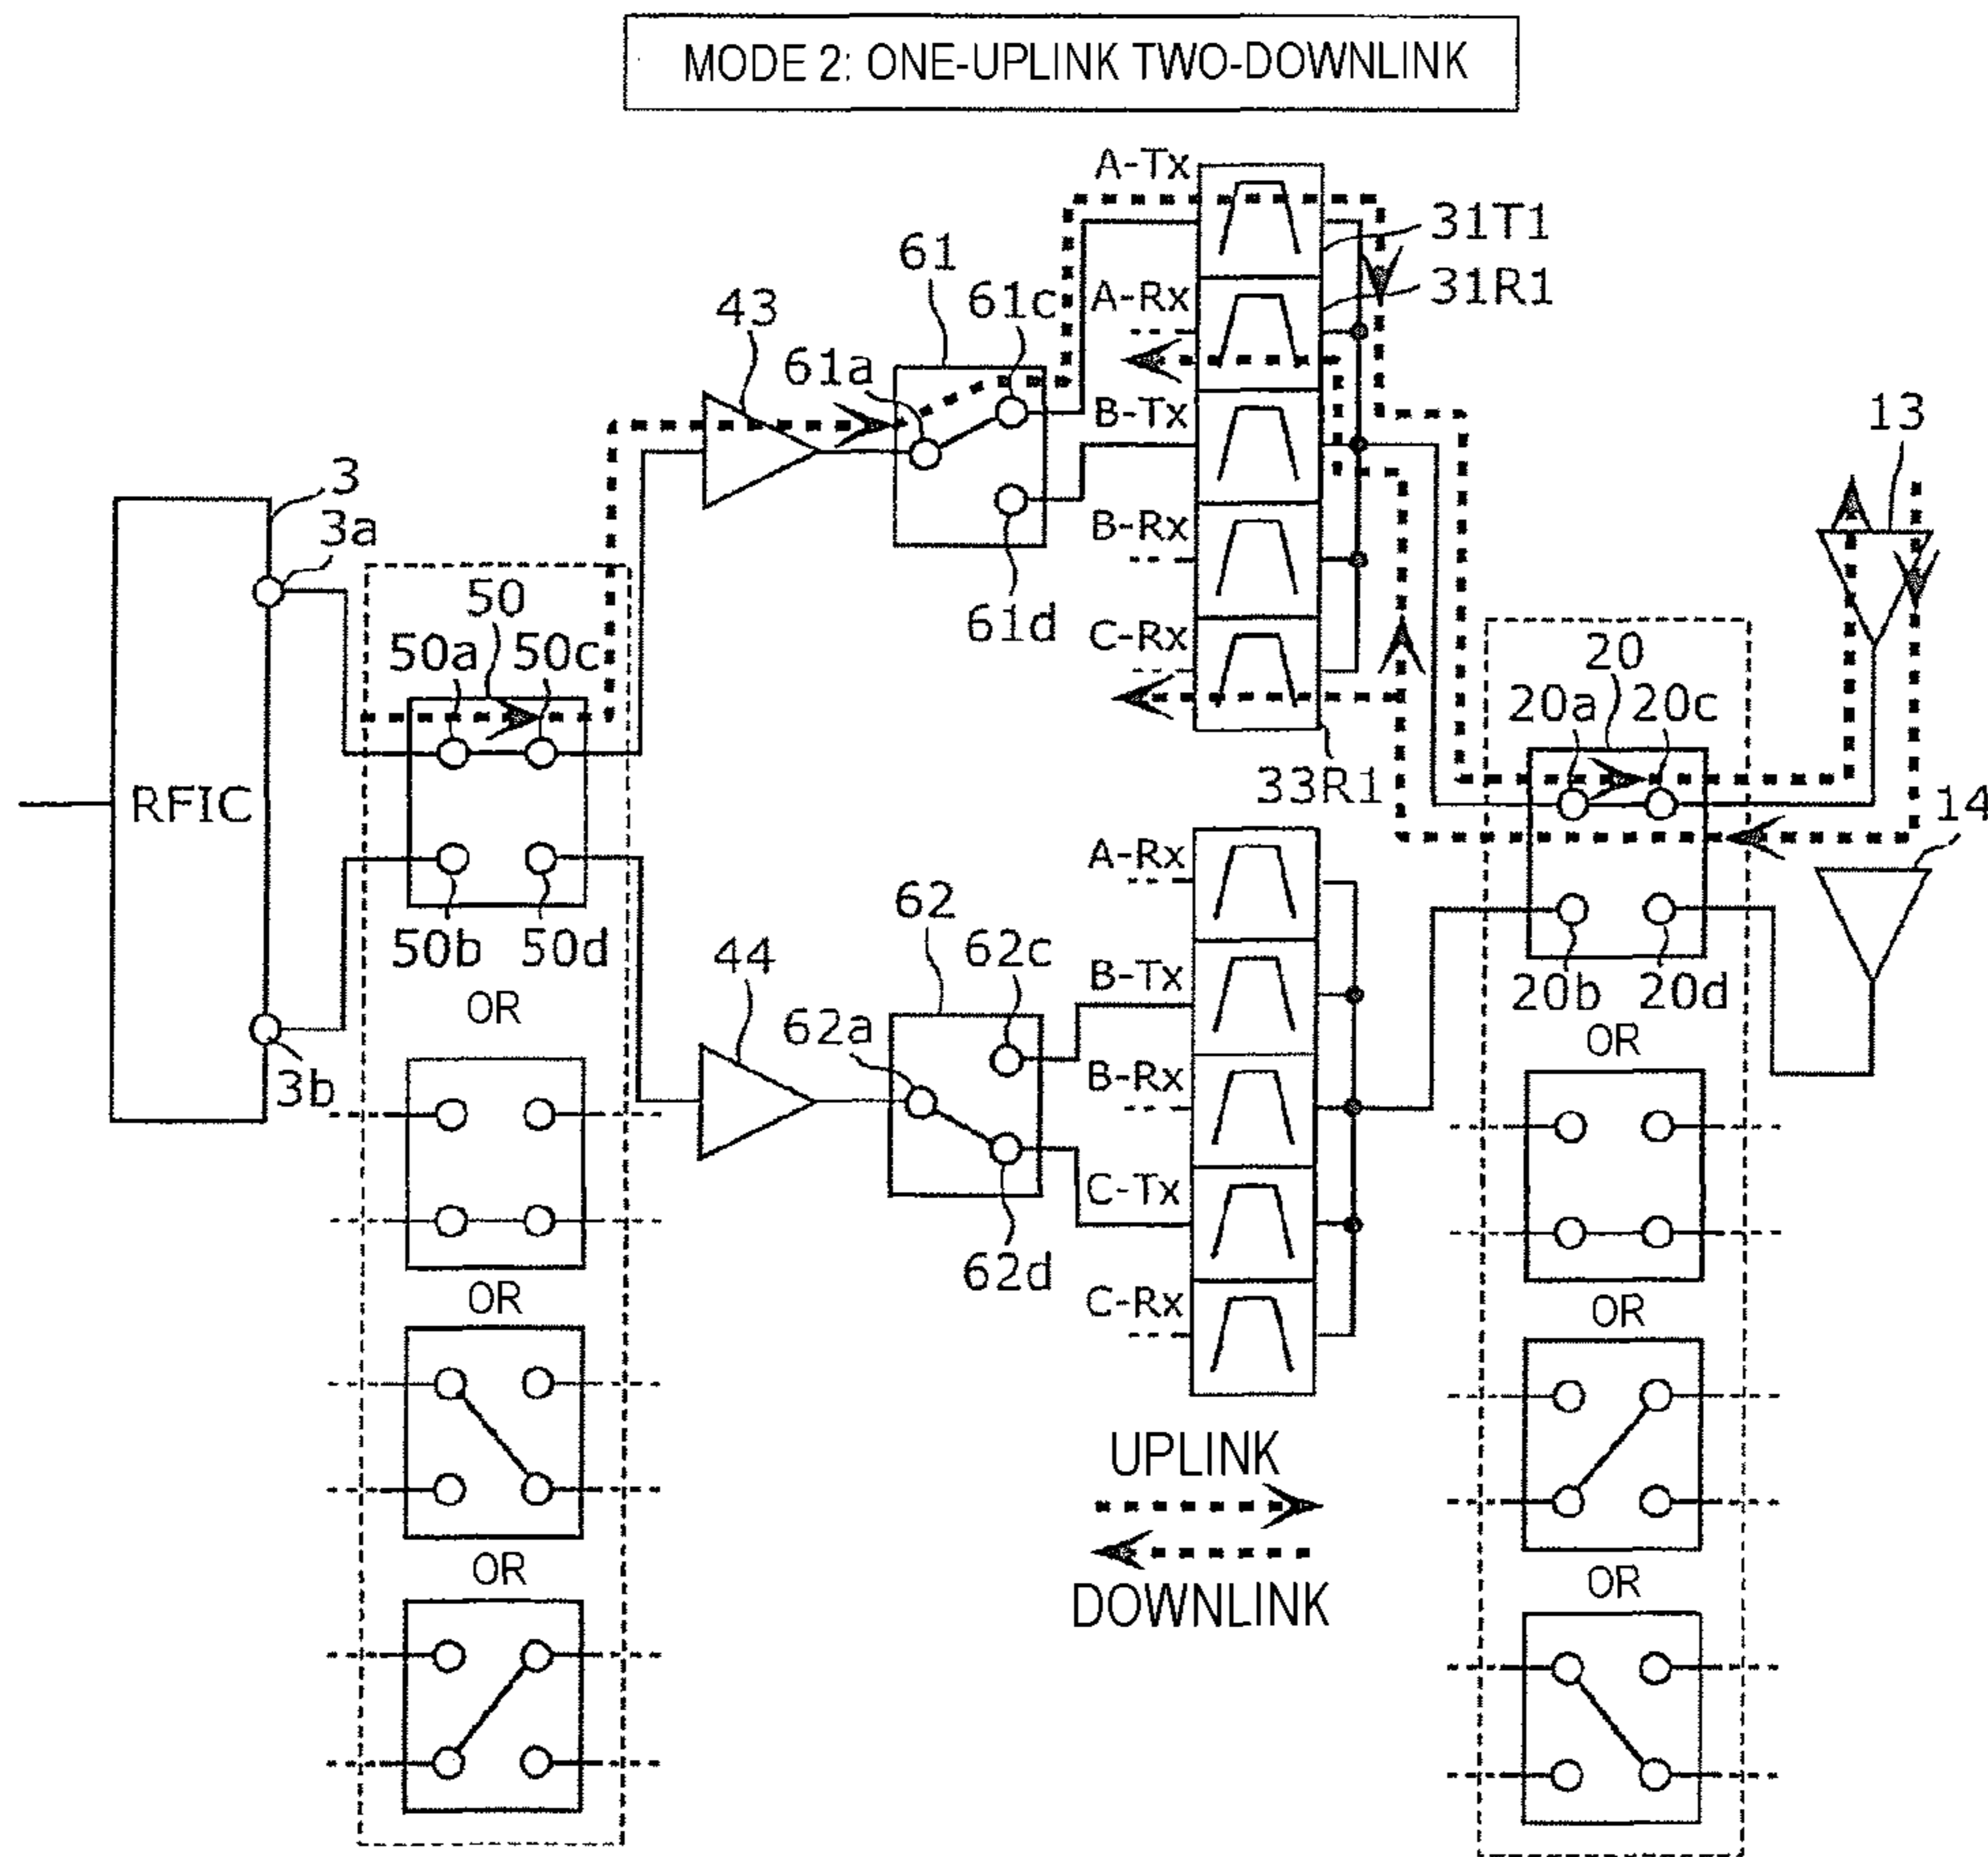 MODE 2: ONE-UPLINK TWO-DOWNLINK
A-Tx
31T1
61
A-Rx
61c
31R1
43
61a
B-Tx
13
3
3a
B-Rx
50
61d
C-Rx
20
50a 50c
20a 20c
33R1
14
RFIC
A-Rx
62
50b 50d
44
62c
B-Tx
20b 20d
OR
62a
OR
3b
B-Rx
C-Tx
62d
OR
C-Rx
OR
UPLINK
OR
OR
DOWNLINK